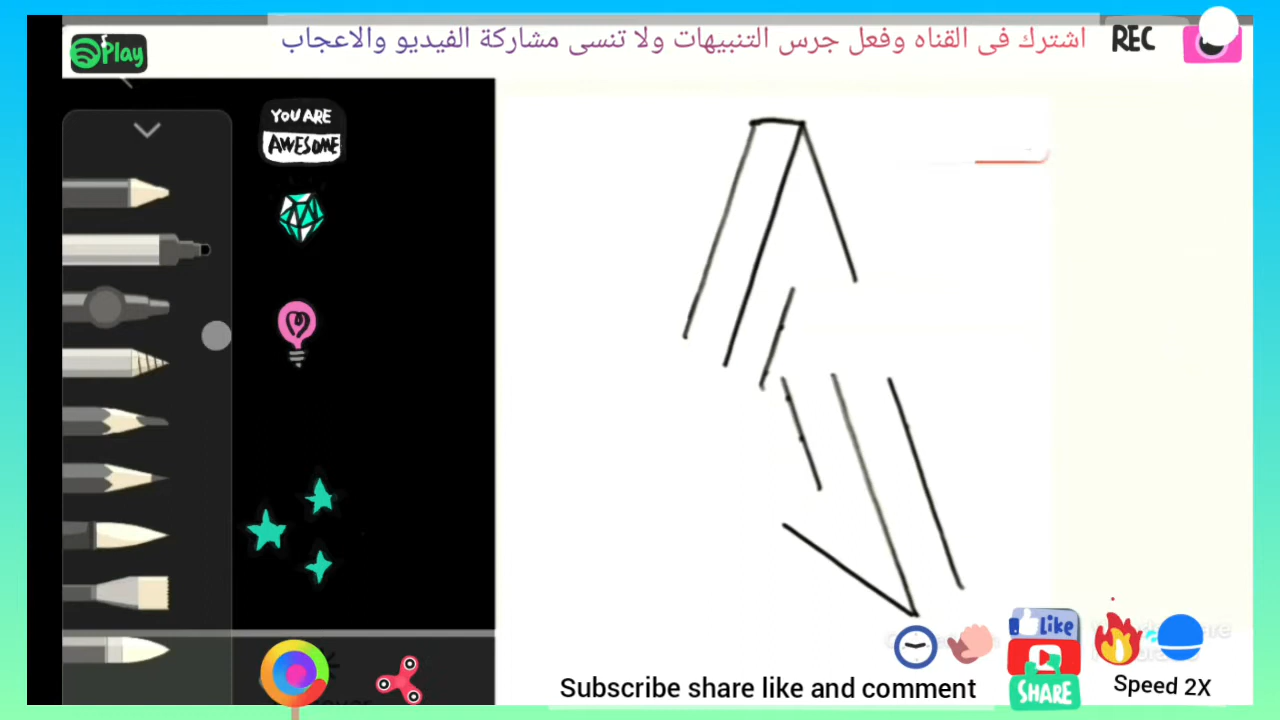 Play
اشترك فى القناه وفعل جرس التنبيهات ولا تنسى مشاركة الفيديو والاعجاب
REC
YOU ARE
AWESOME
Like
SHARE
Subscribe share like and comment
Speed 2X